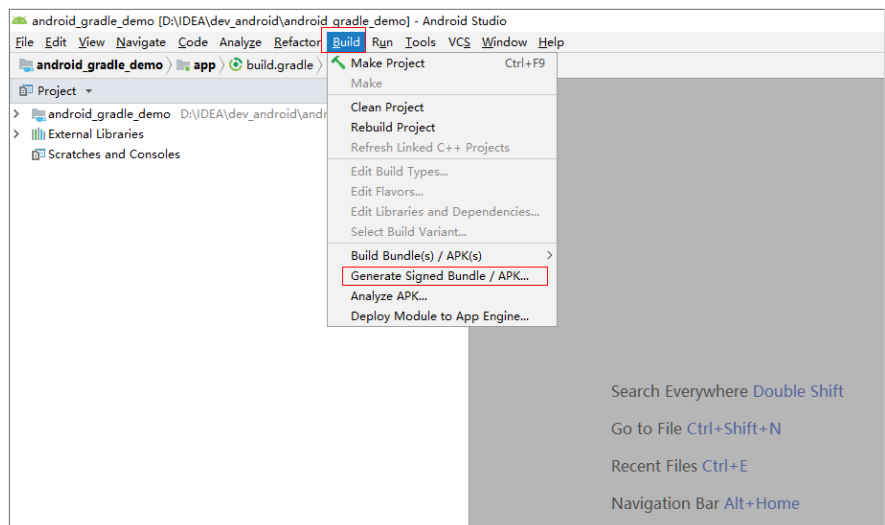 android_gradle_demo [D:\IDEA\dev_android\android_gradle_demo] - Android Studio
File Edit View Navigate Code Analyze Refactor Build Run Tools VCS Window Help
android_gradle_demo app build.gradle
Project
android_gradle_demo D:\IDEA\dev_android\andr
External Libraries
Scratches and Consoles
Make Project Ctrl+F9
Make
Clean Project
Rebuild Project
Refresh Linked C++ Projects
Edit Build Types...
Edit Flavors...
Edit Libraries and Dependencies...
Select Build Variant...
Build Bundle(s) / APK(s)
Generate Signed Bundle / APK...
Analyze APK...
Deploy Module to App Engine...
Search Everywhere Double Shift
Go to File Ctrl+Shift+N
Recent Files Ctrl+E
Navigation Bar Alt+Home